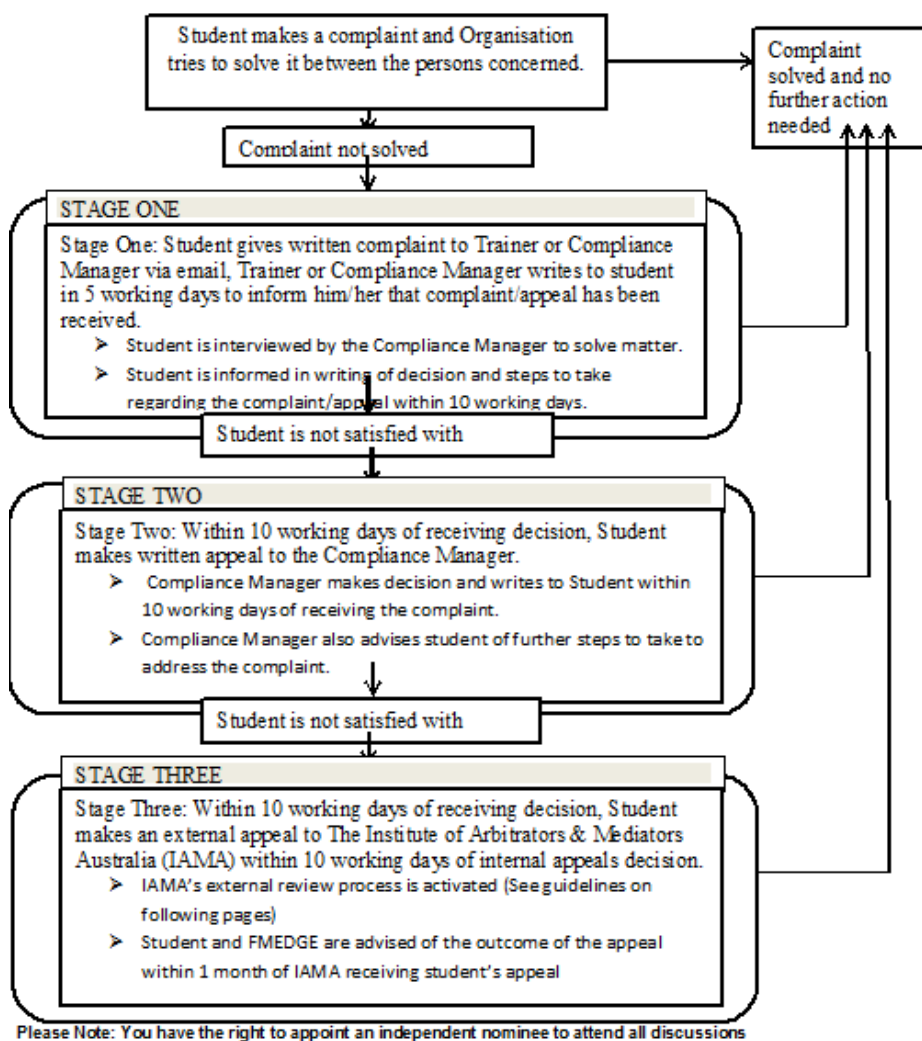 Student makes a complaint and Organisation
tries to solve it between the persons concerned.
Complaint
solved and no
further action
needed
Complaint not solved
STAGE ONE
Stage One: Student gives written complaint to Trainer or Compliance
Manager via email, Trainer or Compliance Manager writes to student
in 5 working days to inform him/her that complaint/appeal has been
received.
➤ Student is interviewed by the Compliance Manager to solve matter.
➤ Student is informed in writing of decision and steps to take
regarding the complaint/appeal within 10 working days.
Student is not satisfied with
STAGE TWO
Stage Two: Within 10 working days of receiving decision, Student
makes written appeal to the Compliance Manager.
➤ Compliance Manager makes decision and writes to Student within
10 working days of receiving the complaint.
➤ Compliance Manager also advises student of further steps to take to
address the complaint.
Student is not satisfied with
STAGE THREE
Stage Three: Within 10 working days of receiving decision, Student
makes an external appeal to The Institute of Arbitrators & Mediators
Australia (IAMA) within 10 working days of internal appeals decision.
➤ IAMA's external review process is activated (See guidelines on
following pages)
➤ Student and FMEDGE are advised of the outcome of the appeal
within 1 month of IAMA receiving student's appeal
Please Note: You have the right to appoint an independent nominee to attend all discussions